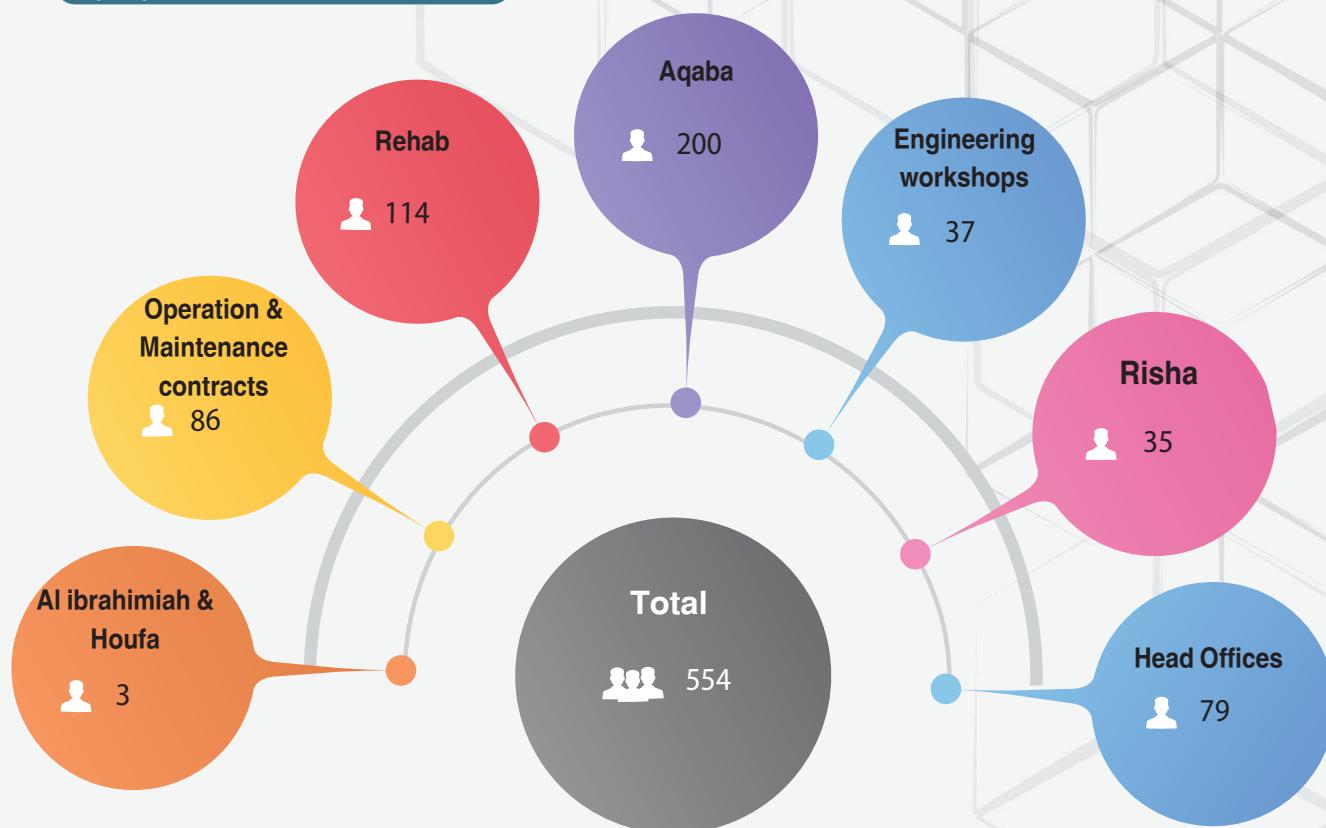 Al ibrahimiah &
Houfa
3
Operation &
Maintenance
contracts
86
Rehab
114
Aqaba
200
Engineering
workshops
37
Risha
35
Head Offices
79
Total
554